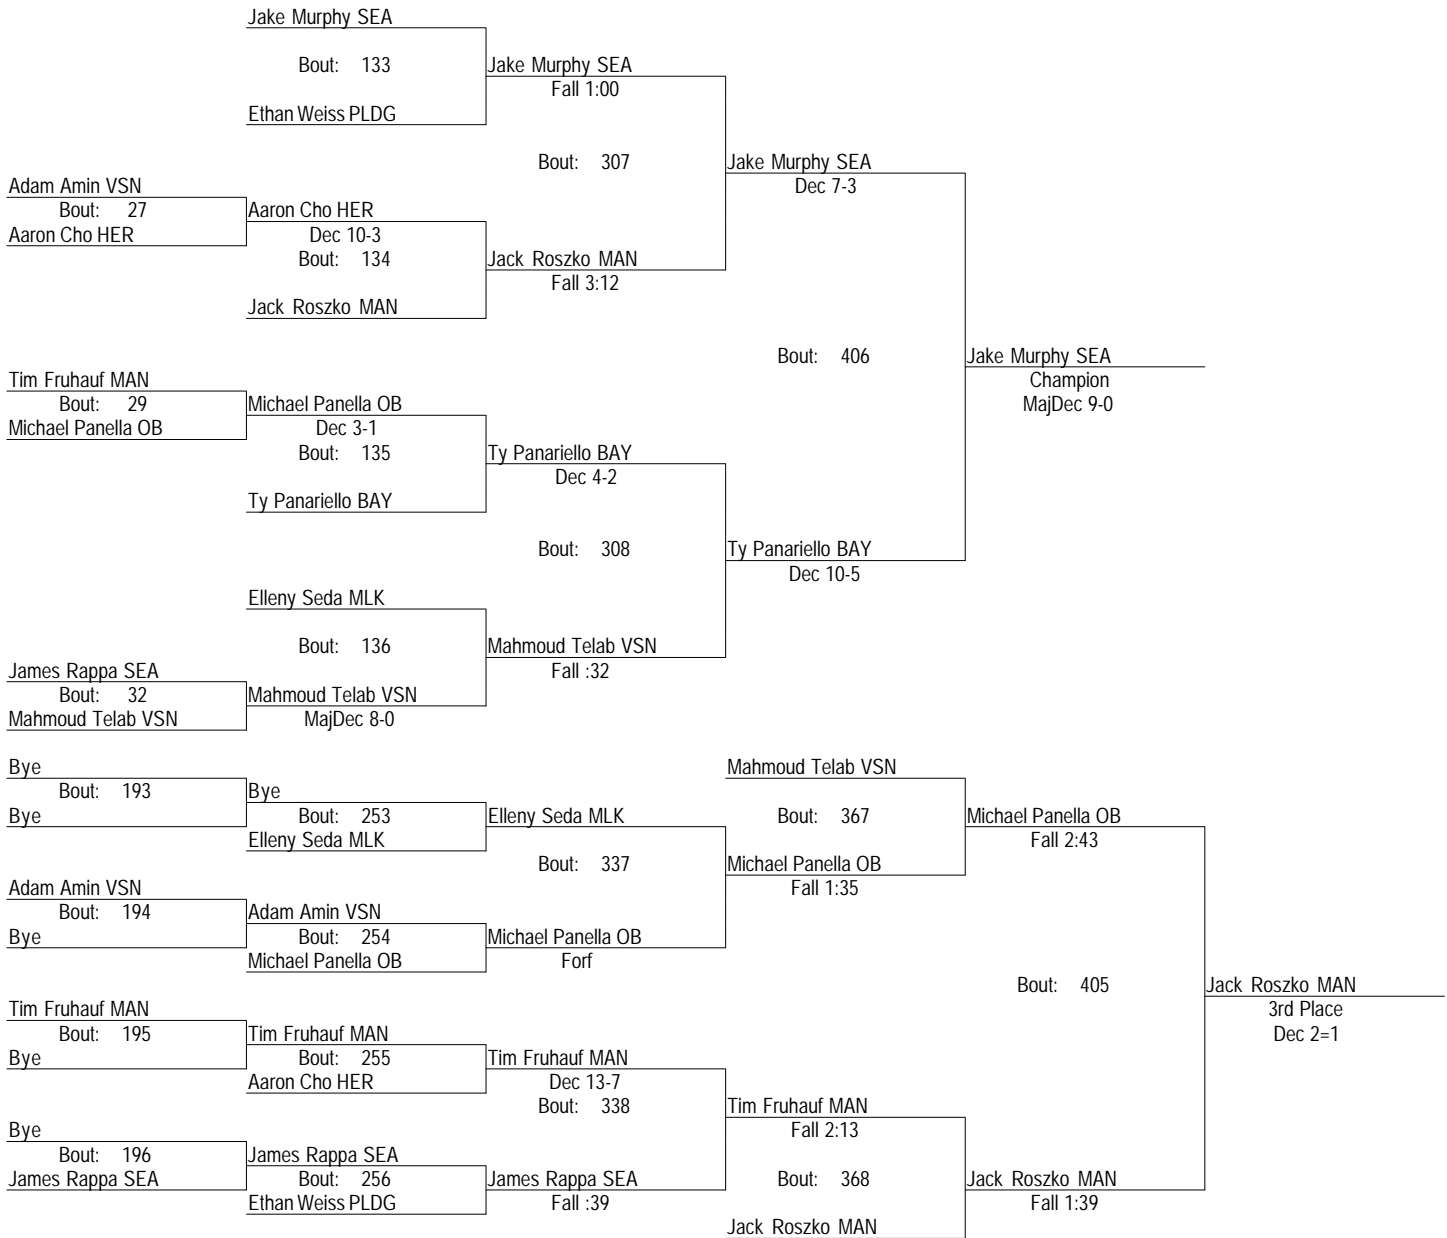 Jake Murphy SEA
Bout: 133
Jake Murphy SEA
Fall 1:00
Ethan Weiss PLDG
Bout: 307
Jake Murphy SEA
Dec 7-3
Adam Amin VSN
Bout: 27
Aaron Cho HER
Aaron Cho HER
Dec 10-3
Bout: 134
Jack Roszko MAN
Fall 3:12
Jack Roszko MAN
Bout: 406
Jake Murphy SEA
Champion
MajDec 9-0
Tim Fruhauf MAN
Bout: 29
Michael Panella OB
Michael Panella OB
Dec 3-1
Bout: 135
Ty Panariello BAY
Dec 4-2
Ty Panariello BAY
Bout: 308
Ty Panariello BAY
Dec 10-5
Elleny Seda MLK
Bout: 136
Mahmoud Telab VSN
Fall :32
James Rappa SEA
Bout: 32
Mahmoud Telab VSN
Mahmoud Telab VSN
MajDec 8-0
Bye
Bout: 193
Bye
Bye
Bout: 253
Elleny Seda MLK
Elleny Seda MLK
Mahmoud Telab VSN
Bout: 367
Michael Panella OB
Fall 2:43
Bout: 337
Michael Panella OB
Fall 1:35
Adam Amin VSN
Bout: 194
Bye
Adam Amin VSN
Bout: 254
Michael Panella OB
Michael Panella OB
Forf
Bout: 405
Jack Roszko MAN
3rd Place
Dec 2=1
Tim Fruhauf MAN
Bout: 195
Bye
Tim Fruhauf MAN
Bout: 255
Aaron Cho HER
Tim Fruhauf MAN
Dec 13-7
Bout: 338
Tim Fruhauf MAN
Fall 2:13
Bye
Bout: 196
James Rappa SEA
James Rappa SEA
Bout: 256
Ethan Weiss PLDG
James Rappa SEA
Fall :39
Bout: 368
Jack Roszko MAN
Fall 1:39
Jack Roszko MAN